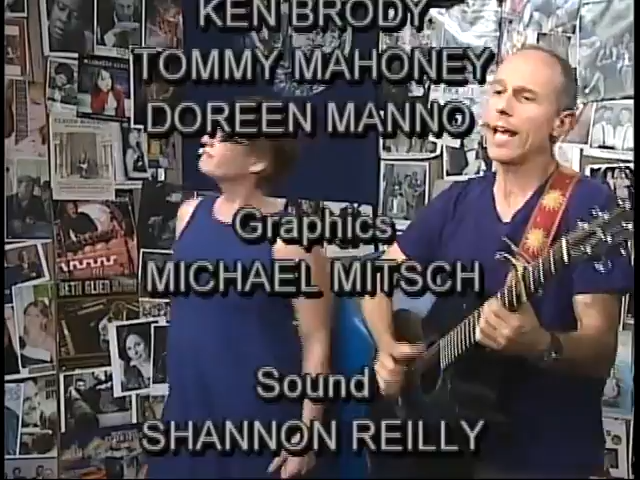 KEN BRODY
TOMMY MAHONEY
DOREEN MANNO
Graphics
MICHAEL MITSCH
Sound
SHANNON REILLY